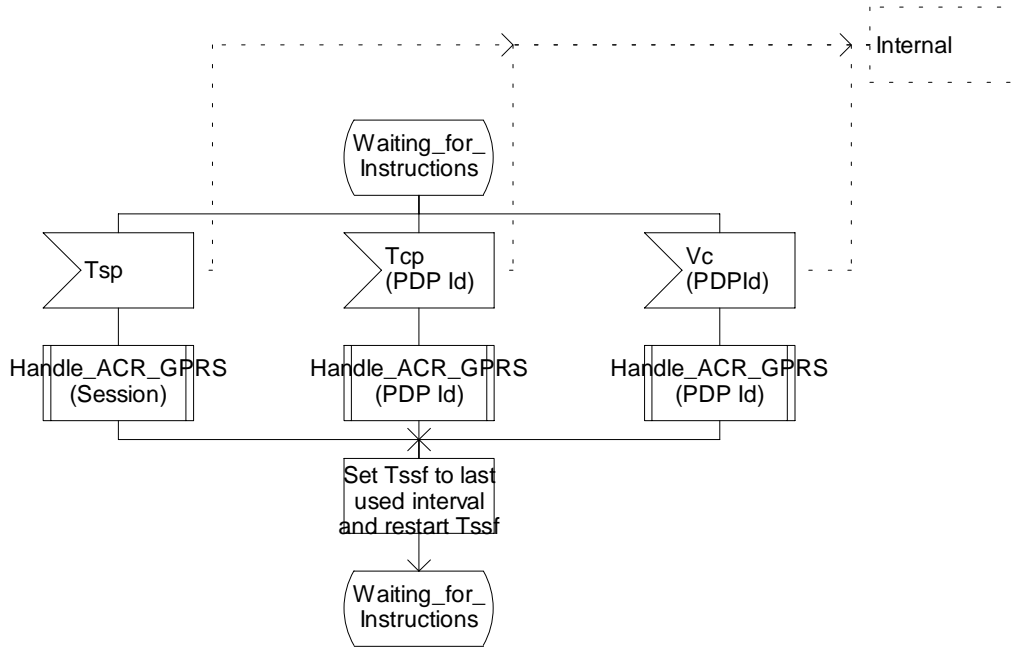 Internal
Waiting_for_
Instructions
Tsp
Tcp
(PDP Id)
Vc
(PDPId)
Handle_ACR_GPRS
(Session)
Handle_ACR_GPRS
(PDP Id)
Handle_ACR_GPRS
(PDP Id)
Set Tssf to last
used interval
and restart Tssf
Waiting_for_
Instructions